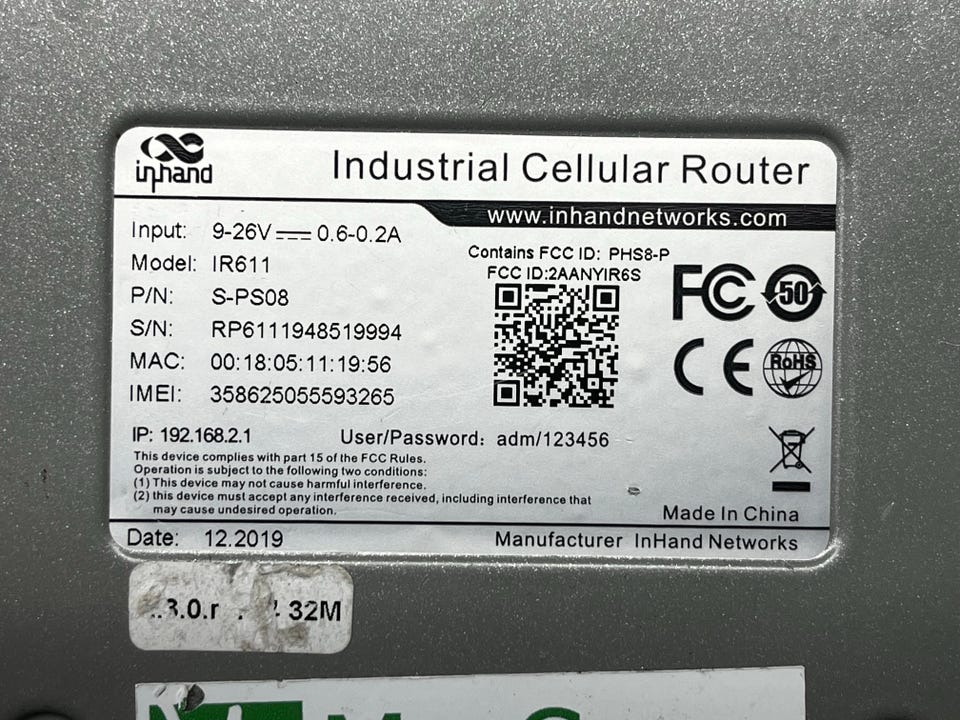 inhand
Industrial Cellular Router
www.inhandnetworks.com
Input: 9-26V 0.6-0.2A
Model: IR611
P/N: S-PS08
S/N: RP6111948519994
MAC: 00:18:05:11:19:56
IMEI: 358625055593265
Contains FCC ID: PHS8-P
FCC ID:2AANYIR6S
FC 50
CE RoHS
IP: 192.168.2.1 User/Password: adm/123456
This device complies with part 15 of the FCC Rules.
Operation is subject to the following two conditions:
(1) This device may not cause harmful interference.
(2) this device must accept any interference received, including interference that
may cause undesired operation.
Made In China
Date: 12.2019 Manufacturer InHand Networks
32M